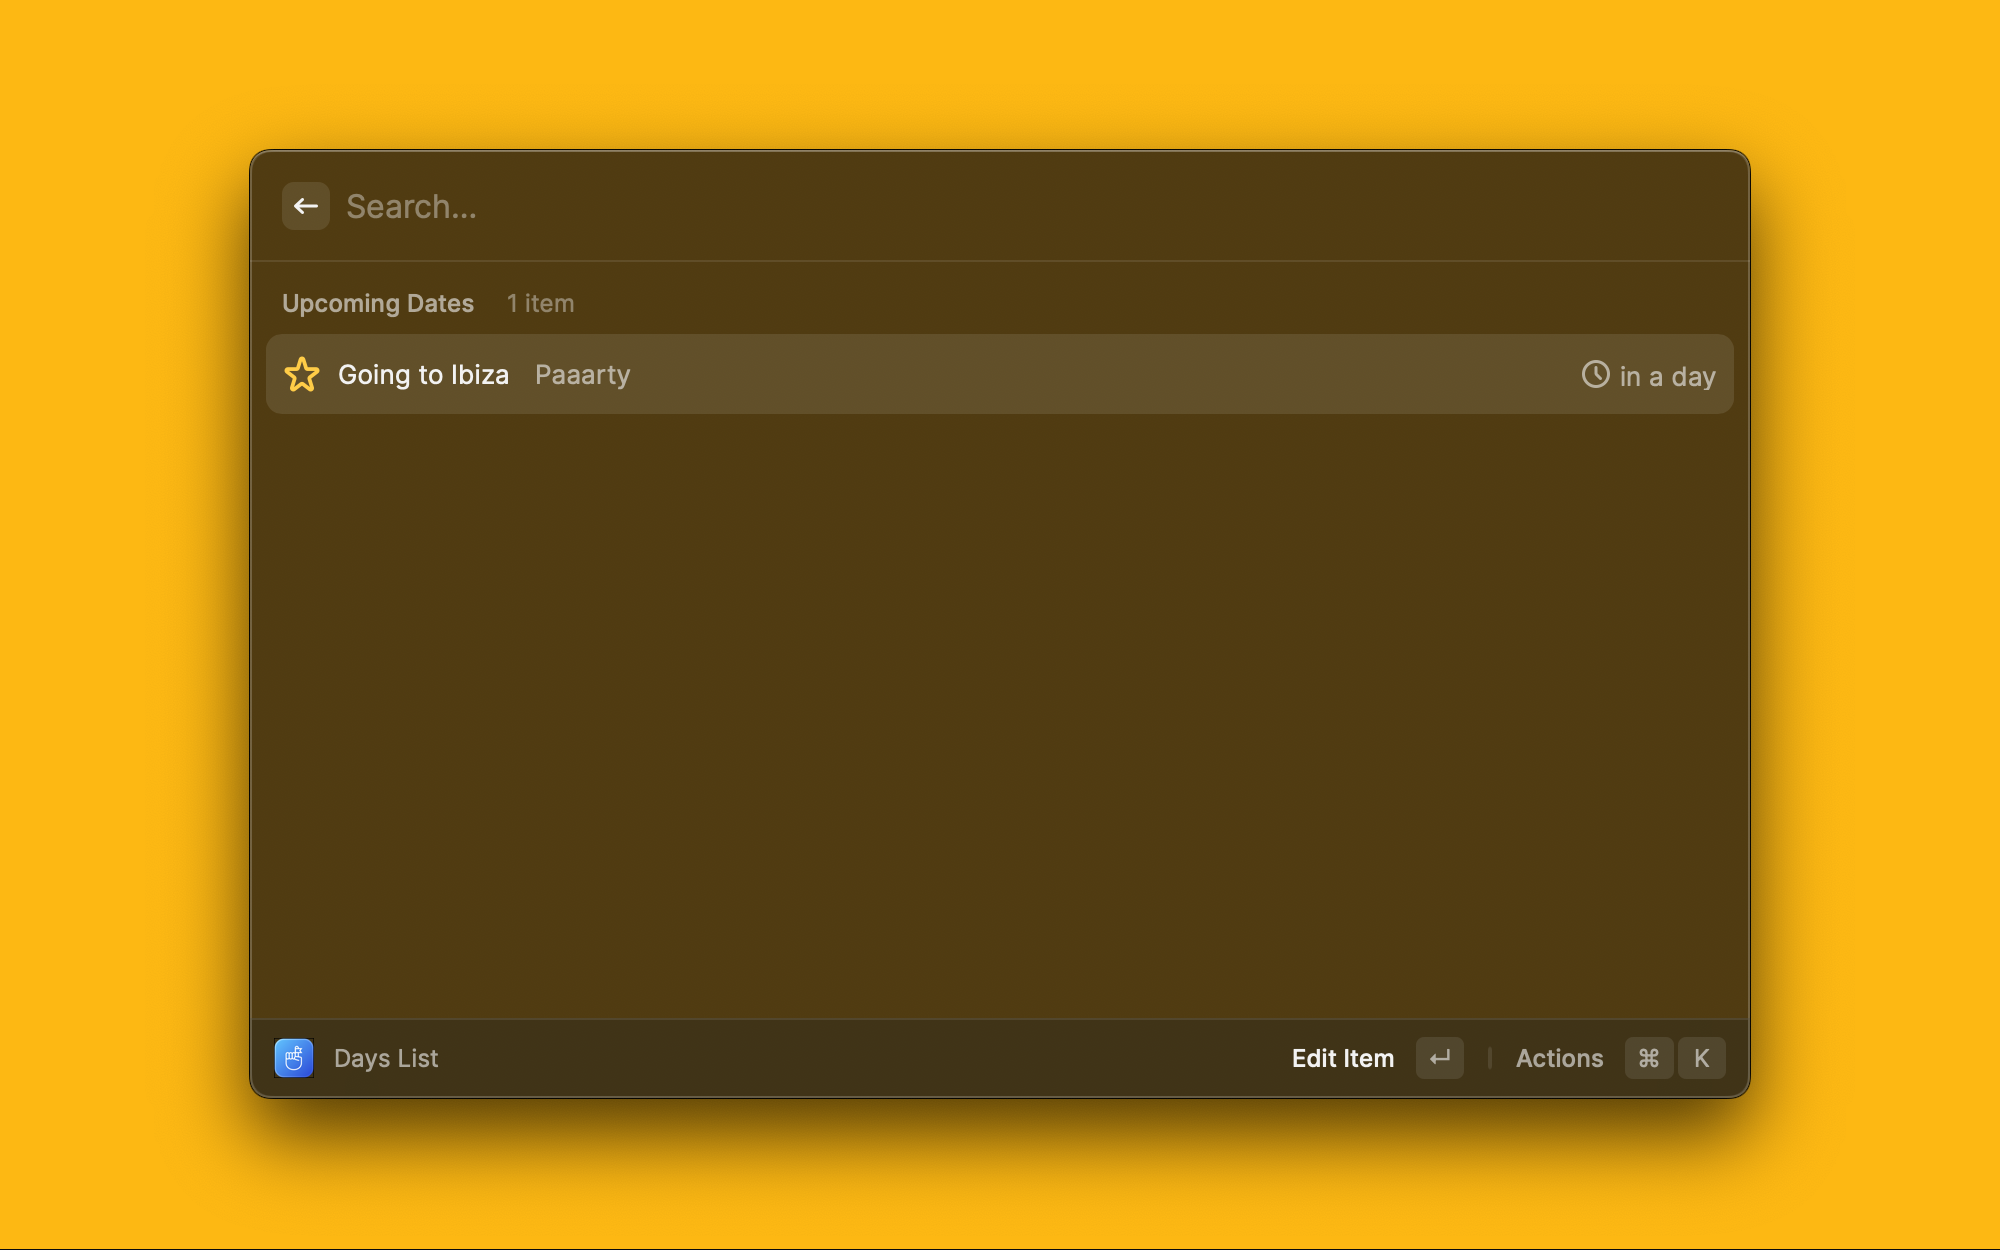 Search...
Upcoming Dates 1 item
Going to Ibiza Paaarty in a day
Days List Edit Item Actions ⌘ K